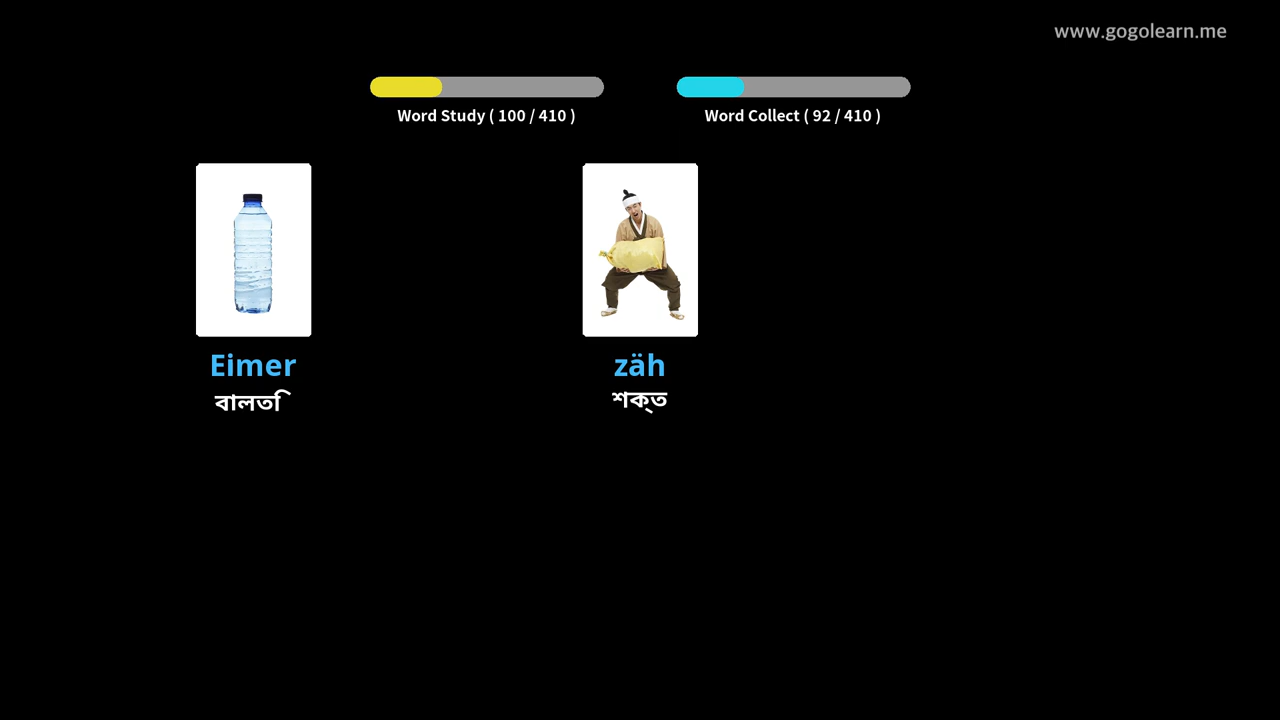 www.gogolearn.me
Word Study ( 100 / 410 )
Word Collect ( 92 / 410 )
Eimer
zäh
বালতি
শক্ত